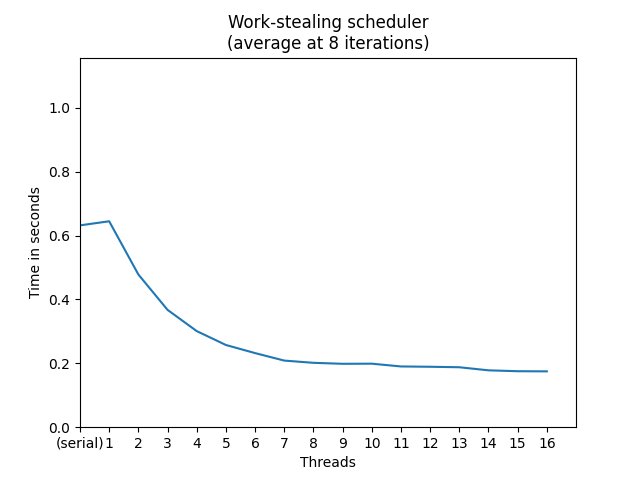 Work-stealing scheduler
(average at 8 iterations)
1.0
0.8
0.6
0.4
0.2
0.0
Time in seconds
(serial) 1 2 3 4 5 6 7 8 9 10 11 12 13 14 15 16
Threads